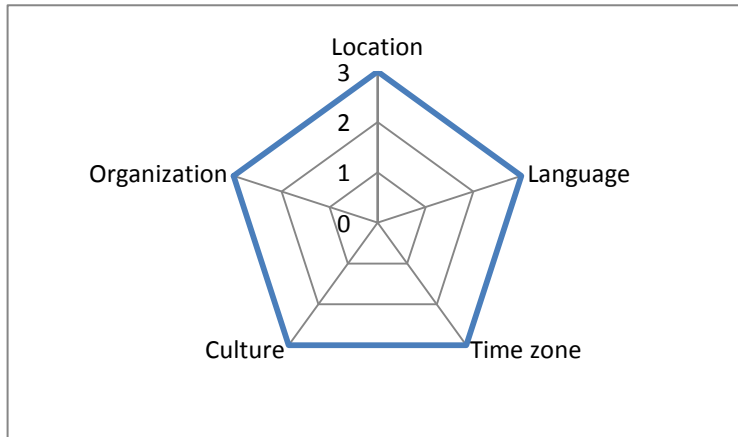 Location
3
2
Organization
1
Language
0
Culture
Time zone